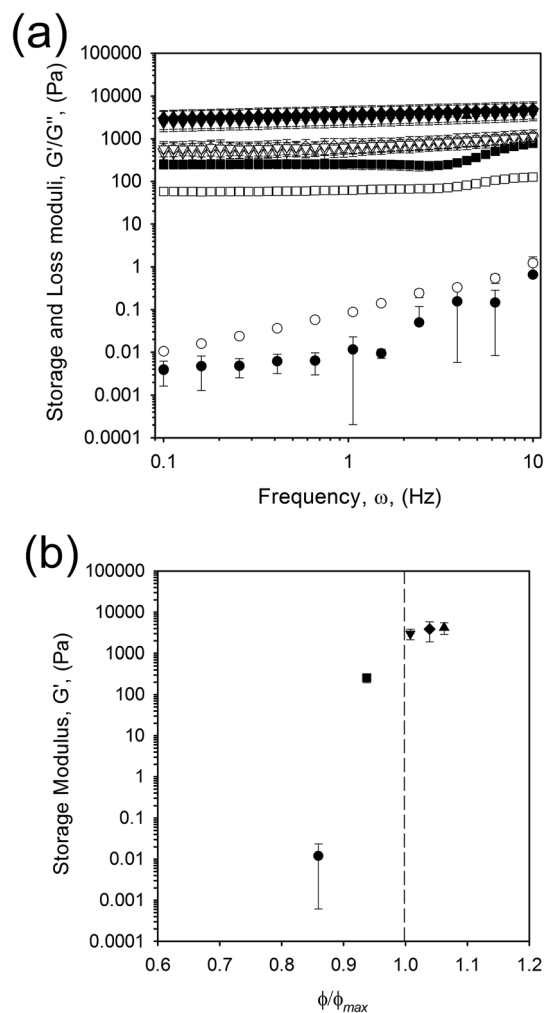 (a)
Storage and Loss moduli, G'/G'', (Pa)
100000
10000
1000
100
10
1
0.1
0.01
0.001
0.0001
0.1 1 10
Frequency, ω, (Hz)
(b)
Storage Modulus, G', (Pa)
100000
10000
1000
100
10
1
0.1
0.01
0.001
0.0001
0.6 0.7 0.8 0.9 1.0 1.1 1.2
ϕ/ϕmax